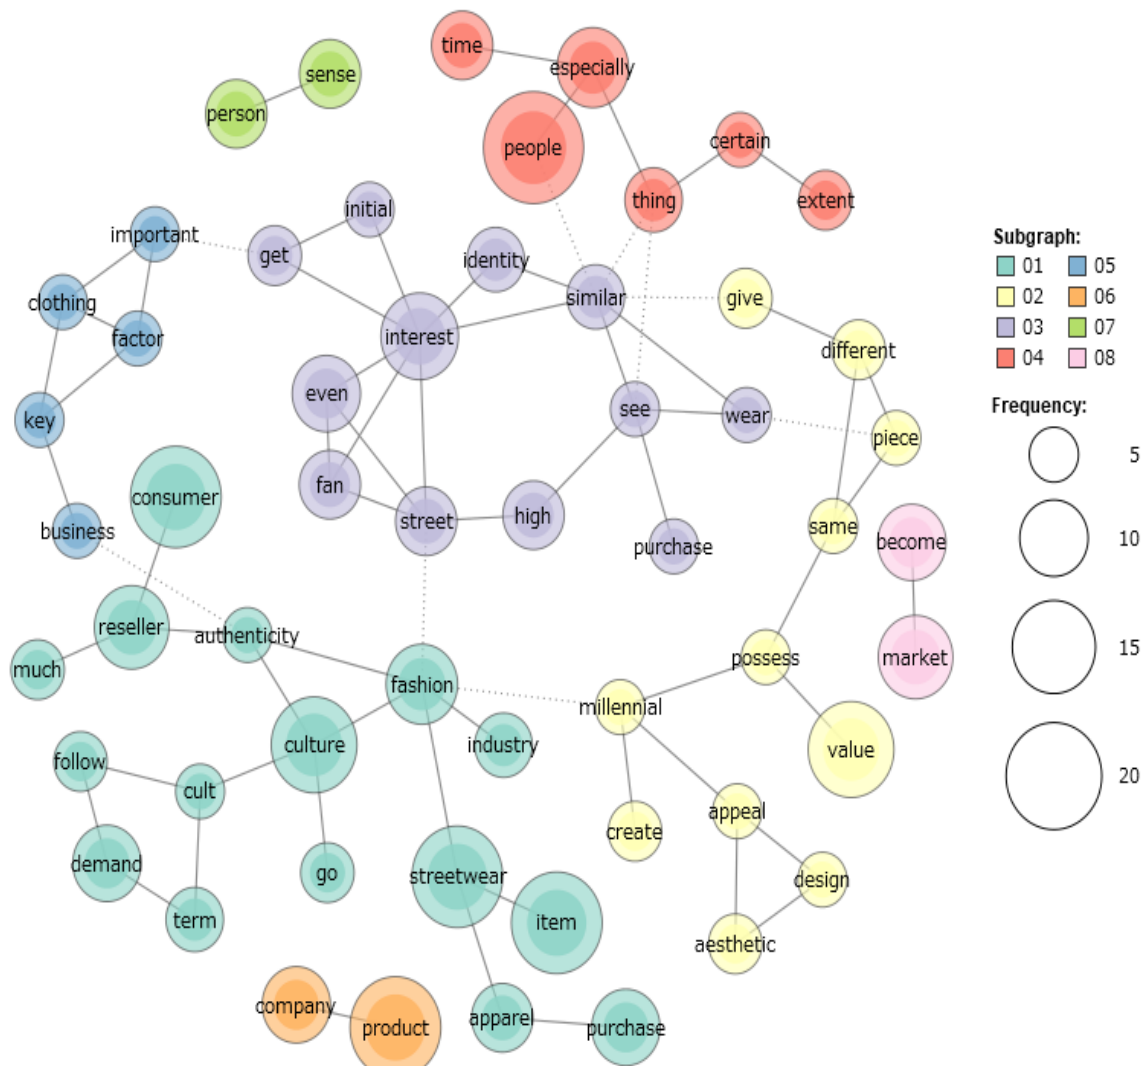 time
especially
sense
person
people
certain
thing
extent
initial
important
get
identity
similar
give
clothing
factor
interest
different
even
see
wear
key
piece
consumer
fan
street
high
same
business
purchase
become
reseller
authenticity
much
fashion
possess
market
millennial
culture
industry
value
follow
cult
appeal
create
demand
go
streetwear
design
term
item
aesthetic
company
product
apparel
purchase
Subgraph:
01 05
02 06
03 07
04 08
Frequency:
5
10
15
20